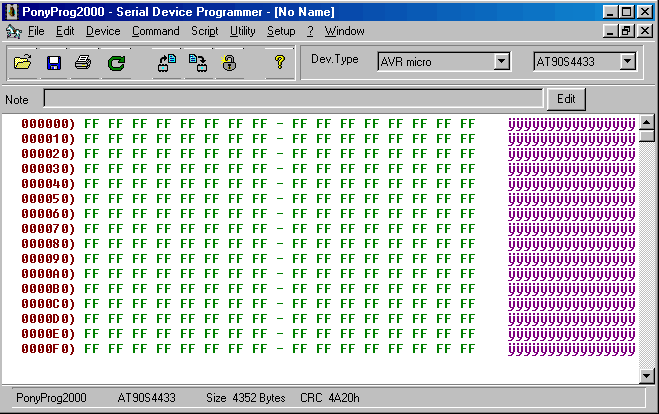 PonyProg2000 - Serial Device Programmer - [No Name]
File Edit Device Command Script Utility Setup ? Window
Dev.Type AVR micro AT90S4433
Note Edit
000000) FF FF FF FF FF FF FF FF - FF FF FF FF FF FF FF FF ÿÿÿÿÿÿÿÿÿÿÿÿÿÿÿÿ
000010) FF FF FF FF FF FF FF FF - FF FF FF FF FF FF FF FF ÿÿÿÿÿÿÿÿÿÿÿÿÿÿÿÿ
000020) FF FF FF FF FF FF FF FF - FF FF FF FF FF FF FF FF ÿÿÿÿÿÿÿÿÿÿÿÿÿÿÿÿ
000030) FF FF FF FF FF FF FF FF - FF FF FF FF FF FF FF FF ÿÿÿÿÿÿÿÿÿÿÿÿÿÿÿÿ
000040) FF FF FF FF FF FF FF FF - FF FF FF FF FF FF FF FF ÿÿÿÿÿÿÿÿÿÿÿÿÿÿÿÿ
000050) FF FF FF FF FF FF FF FF - FF FF FF FF FF FF FF FF ÿÿÿÿÿÿÿÿÿÿÿÿÿÿÿÿ
000060) FF FF FF FF FF FF FF FF - FF FF FF FF FF FF FF FF ÿÿÿÿÿÿÿÿÿÿÿÿÿÿÿÿ
000070) FF FF FF FF FF FF FF FF - FF FF FF FF FF FF FF FF ÿÿÿÿÿÿÿÿÿÿÿÿÿÿÿÿ
000080) FF FF FF FF FF FF FF FF - FF FF FF FF FF FF FF FF ÿÿÿÿÿÿÿÿÿÿÿÿÿÿÿÿ
000090) FF FF FF FF FF FF FF FF - FF FF FF FF FF FF FF FF ÿÿÿÿÿÿÿÿÿÿÿÿÿÿÿÿ
0000A0) FF FF FF FF FF FF FF FF - FF FF FF FF FF FF FF FF ÿÿÿÿÿÿÿÿÿÿÿÿÿÿÿÿ
0000B0) FF FF FF FF FF FF FF FF - FF FF FF FF FF FF FF FF ÿÿÿÿÿÿÿÿÿÿÿÿÿÿÿÿ
0000C0) FF FF FF FF FF FF FF FF - FF FF FF FF FF FF FF FF ÿÿÿÿÿÿÿÿÿÿÿÿÿÿÿÿ
0000D0) FF FF FF FF FF FF FF FF - FF FF FF FF FF FF FF FF ÿÿÿÿÿÿÿÿÿÿÿÿÿÿÿÿ
0000E0) FF FF FF FF FF FF FF FF - FF FF FF FF FF FF FF FF ÿÿÿÿÿÿÿÿÿÿÿÿÿÿÿÿ
0000F0) FF FF FF FF FF FF FF FF - FF FF FF FF FF FF FF FF ÿÿÿÿÿÿÿÿÿÿÿÿÿÿÿÿ
PonyProg2000 AT90S4433 Size 4352 Bytes CRC 4A20h